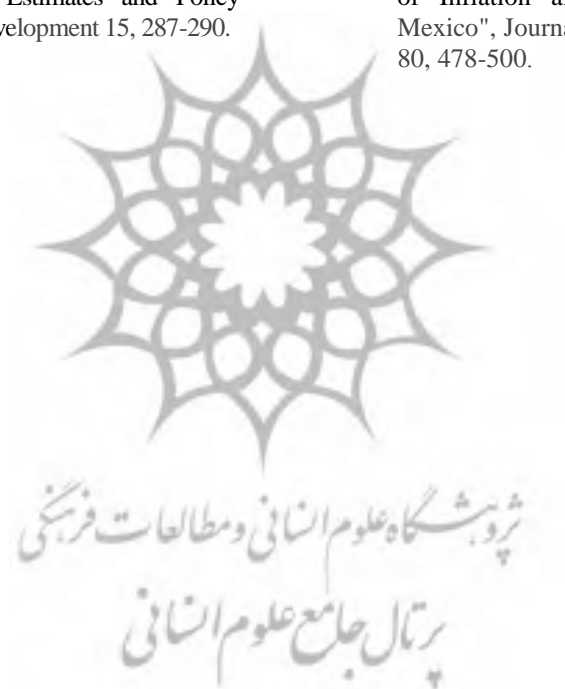 Estimates and Policy
velopment 15, 287-290.
of Inflation a
Mexico", Journa
80, 478-500.
پژوهشگاه علوم انسانی و مطالعات فرهنگی
پرتال جامع علوم انسانی